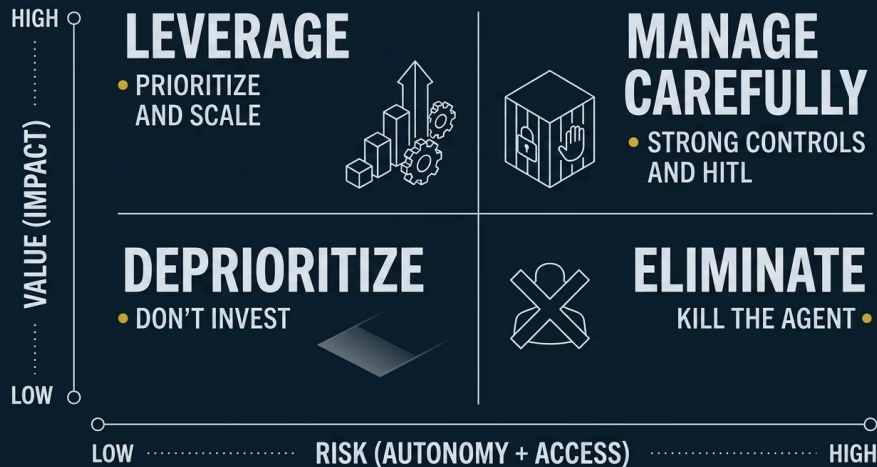 HIGH
VALUE (IMPACT)
LOW
LEVERAGE
• PRIORITIZE
AND SCALE
MANAGE
CAREFULLY
• STRONG CONTROLS
AND HITL
DEPRIORITIZE
• DON'T INVEST
ELIMINATE
KILL THE AGENT •
LOW
RISK (AUTONOMY + ACCESS)
HIGH